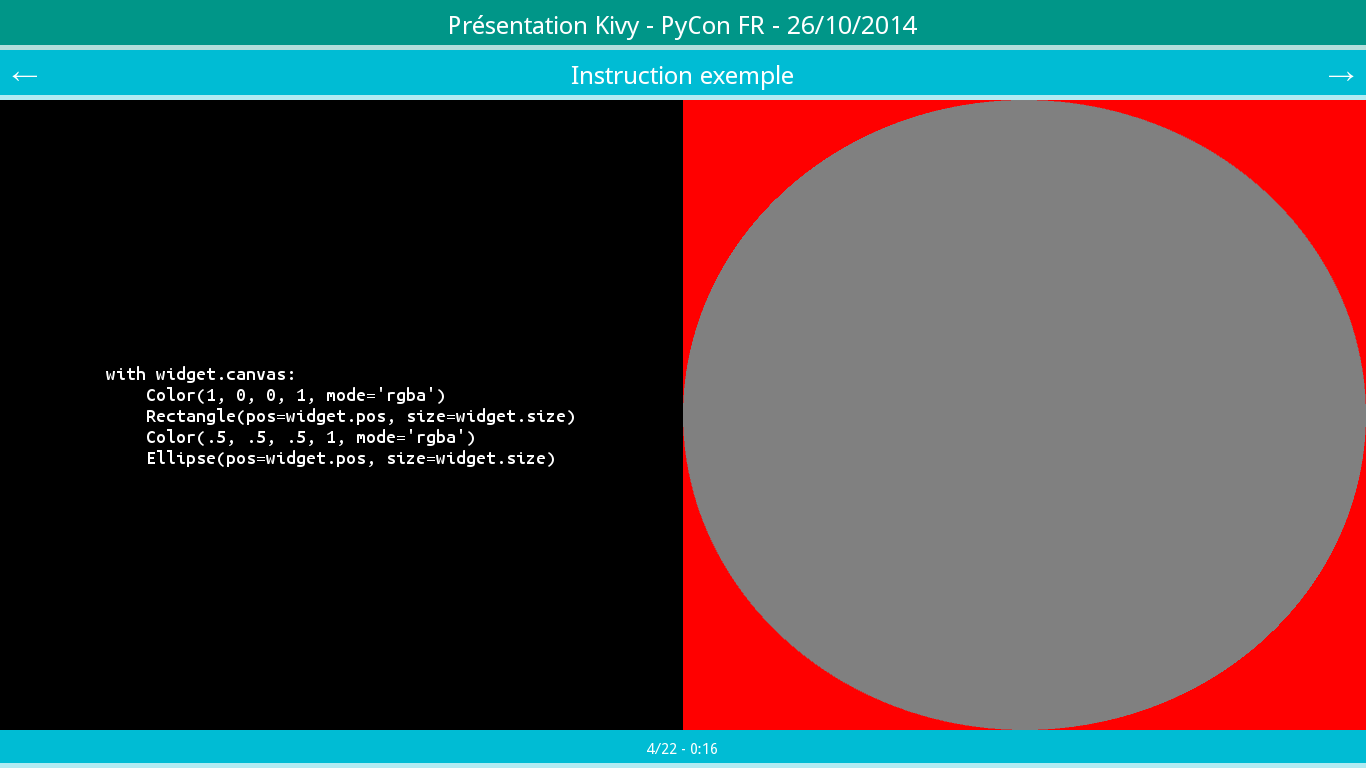 Présentation Kivy - PyCon FR - 26/10/2014
← Instruction exemple →
with widget.canvas:
    Color(1, 0, 0, 1, mode='rgba')
    Rectangle(pos=widget.pos, size=widget.size)
    Color(.5, .5, .5, 1, mode='rgba')
    Ellipse(pos=widget.pos, size=widget.size)
4/22 - 0:16